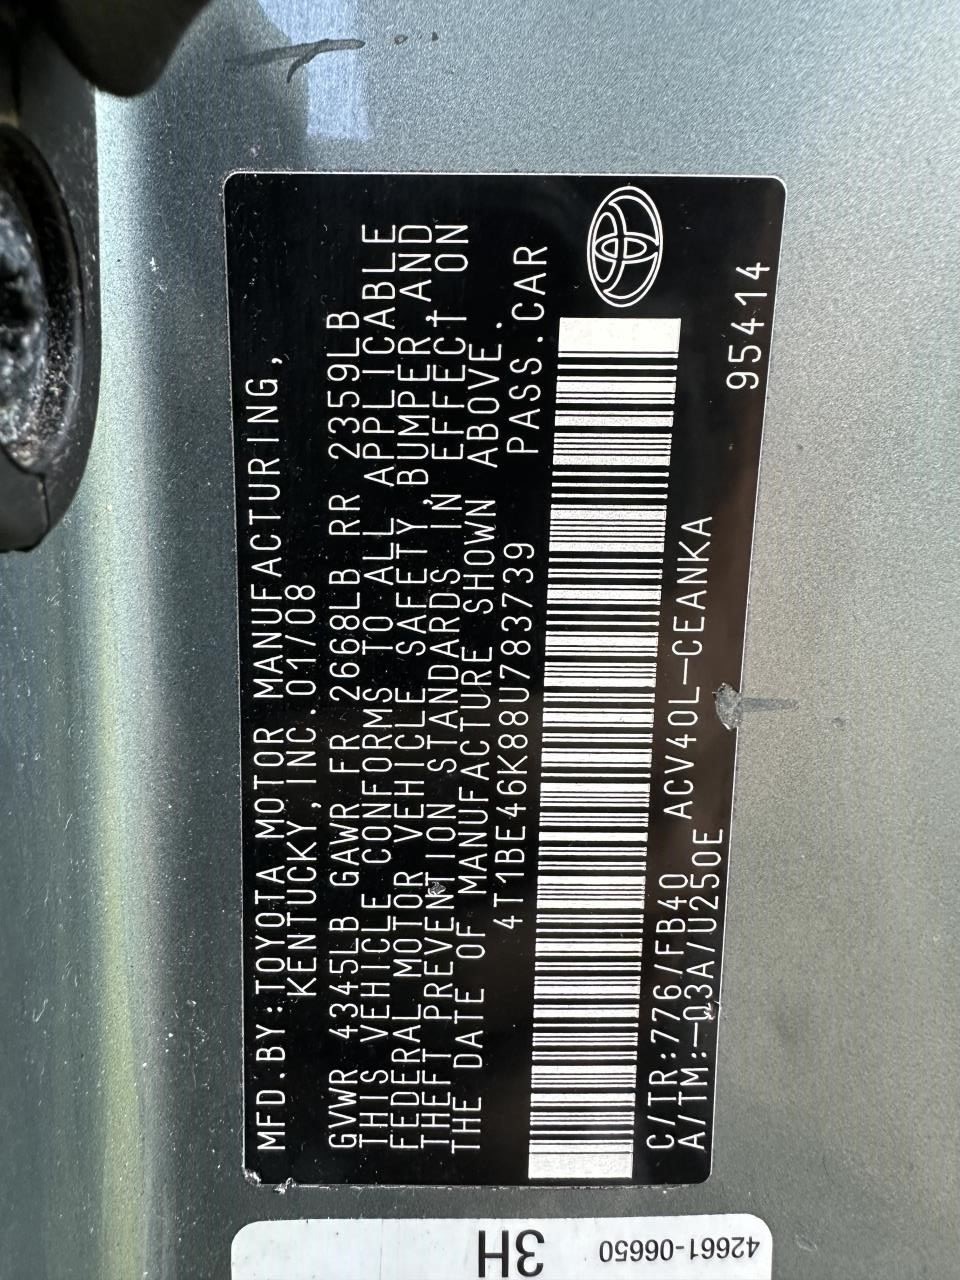 MFD.BY:TOYOTA MOTOR MANUFACTURING,
KENTUCKY,INC.01/08
GVWR 4345LB GAWR FR 2668LB RR 2359LB
THIS VEHICLE CONFORMS TO ALL APPLICABLE
FEDERAL MOTOR VEHICLE SAFETY,BUMPER,AND
THEFT PREVENTION STANDARDS IN EFFECT ON
THE DATE OF MANUFACTURE SHOWN ABOVE.
4T1BE46K88U783739 PASS.CAR
C/TR:776/FB40 ACV40L-CEANKA
A/TM:-03A/U250E 95414
3H
42661-06650